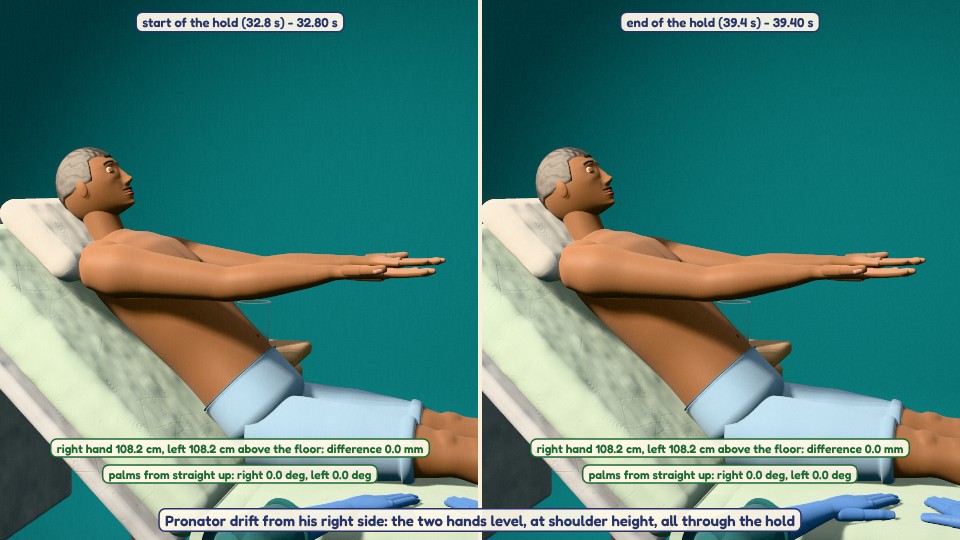 start of the hold (32.8 s) - 32.80 s
end of the hold (39.4 s) - 39.40 s
right hand 108.2 cm, left 108.2 cm above the floor: difference 0.0 mm
right hand 108.2 cm, left 108.2 cm above the floor: difference 0.0 mm
palms from straight up: right 0.0 deg, left 0.0 deg
palms from straight up: right 0.0 deg, left 0.0 deg
Pronator drift from his right side: the two hands level, at shoulder height, all through the hold